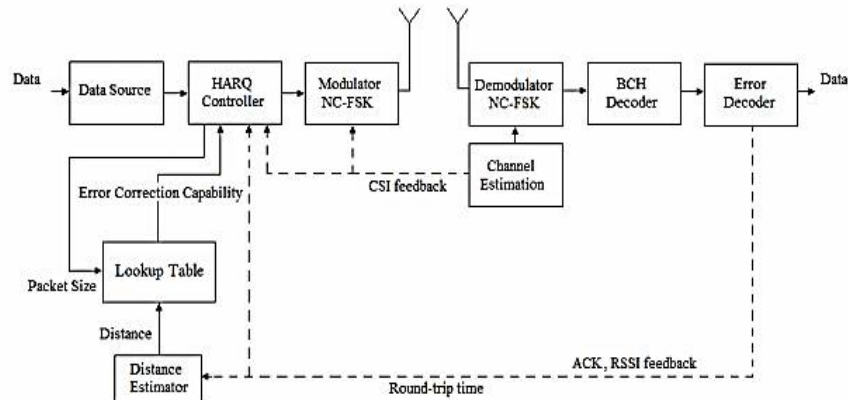 Data
Data Source
HARQ
Controller
Modulator
NC-FSK
Demodulator
NC-FSK
BCH
Decoder
Error
Decoder
Data
Channel
Estimation
CSI feedback
Error Correction Capability
Lookup Table
Packet Size
Distance
Distance
Estimator
ACK, RSSI feedback
Round-trip time